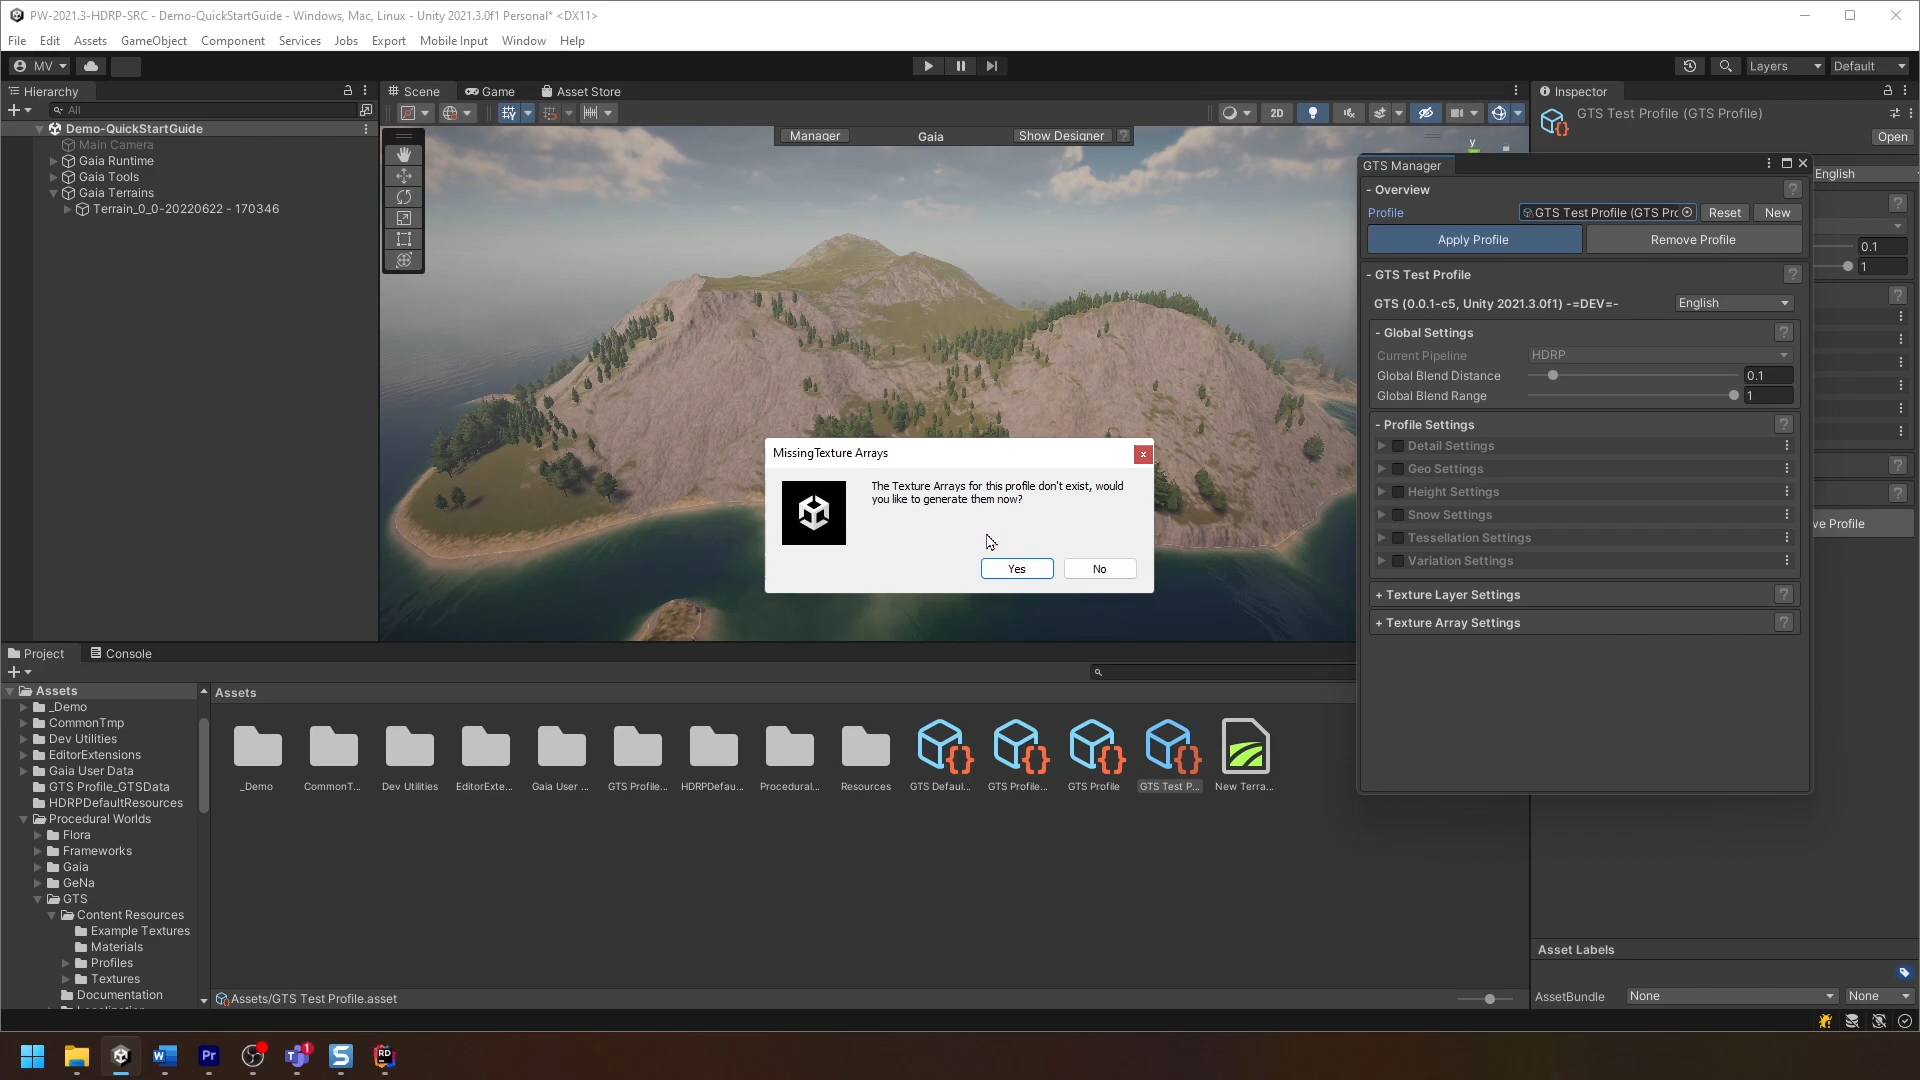 PW-2021.3-HDRP-SRC - Demo-QuickStartGuide - Windows, Mac, Linux - Unity 2021.3.0f1 Personal* <DX11>
File Edit Assets GameObject Component Services Jobs Export Mobile Input Window Help
MV Layers Default
Hierarchy
Scene Game Asset Store
Inspector
All
2D
GTS Test Profile (GTS Profile)
Open
Demo-QuickStartGuide
Main Camera
Gaia Runtime
Gaia Tools
Gaia Terrains
Terrain_0_0-20220622 - 170346
Manager Gaia Show Designer ?
y
GTS Manager
- Overview ?
Profile GTS Test Profile (GTS Pro Reset New
Apply Profile Remove Profile
- GTS Test Profile ?
GTS (0.0.1-c5, Unity 2021.3.0f1) -=DEV=- English
- Global Settings ?
Current Pipeline HDRP
Global Blend Distance 0.1
Global Blend Range 1
- Profile Settings ?
Detail Settings
Geo Settings
Height Settings
Snow Settings
Tessellation Settings
Variation Settings
+ Texture Layer Settings ?
+ Texture Array Settings ?
English
?
0.1
1
?
?
?
ve Profile
MissingTexture Arrays x
The Texture Arrays for this profile don't exist, would
you like to generate them now?
Yes No
Project Console
Assets
_Demo
CommonTmp
Dev Utilities
EditorExtensions
Gaia User Data
GTS Profile_GTSData
HDRPDefaultResources
Procedural Worlds
Flora
Frameworks
Gaia
GeNa
GTS
Content Resources
Example Textures
Materials
Profiles
Textures
Documentation
Assets
_Demo CommonT... Dev Utilities EditorExte... Gaia User ... GTS Profile... HDRPDefau... Procedural... Resources GTS Defaul... GTS Profile... GTS Profile GTS Test P... New Terra...
Assets/GTS Test Profile.asset
Asset Labels
AssetBundle None None
W Pr 1 S RD